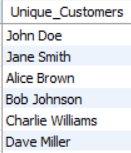 Unique_Customers
John Doe
Jane Smith
Alice Brown
Bob Johnson
Charlie Williams
Dave Miller